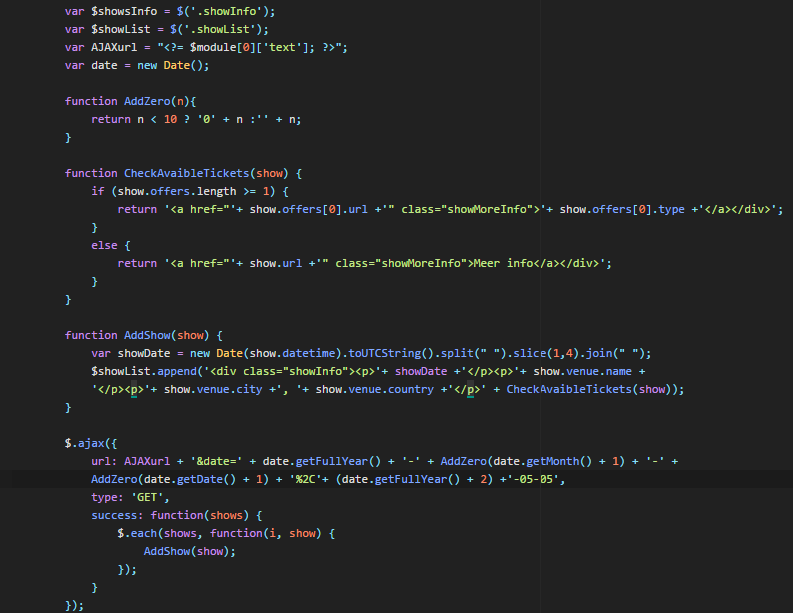 var $showsInfo = $('.showInfo');
var $showList = $('.showList');
var AJAXurl = "<?= $module[0]['text']; ?>";
var date = new Date();
function AddZero(n){
return n < 10 ? '0' + n :'' + n;
}
function CheckAvaibleTickets(show) {
if (show.offers.length >= 1) {
return '<a href="'+ show.offers[0].url +'" class="showMoreInfo">'+ show.offers[0].type +'</a></div>';
}
else {
return '<a href="'+ show.url +'" class="showMoreInfo">Meer info</a></div>';
}
}
function AddShow(show) {
var showDate = new Date(show.datetime).toUTCString().split(" ").slice(1,4).join(" ");
$showList.append('<div class="showInfo"><p>'+ showDate +'</p><p>'+ show.venue.name +
'</p><p>'+ show.venue.city +', '+ show.venue.country +'</p>' + CheckAvaibleTickets(show));
}
$.ajax({
url: AJAXurl + '&date=' + date.getFullYear() + '-' + AddZero(date.getMonth() + 1) + '-' +
AddZero(date.getDate() + 1) + '%2C'+ (date.getFullYear() + 2) +'-05-05',
type: 'GET',
success: function(shows) {
$.each(shows, function(i, show) {
AddShow(show);
});
}
});